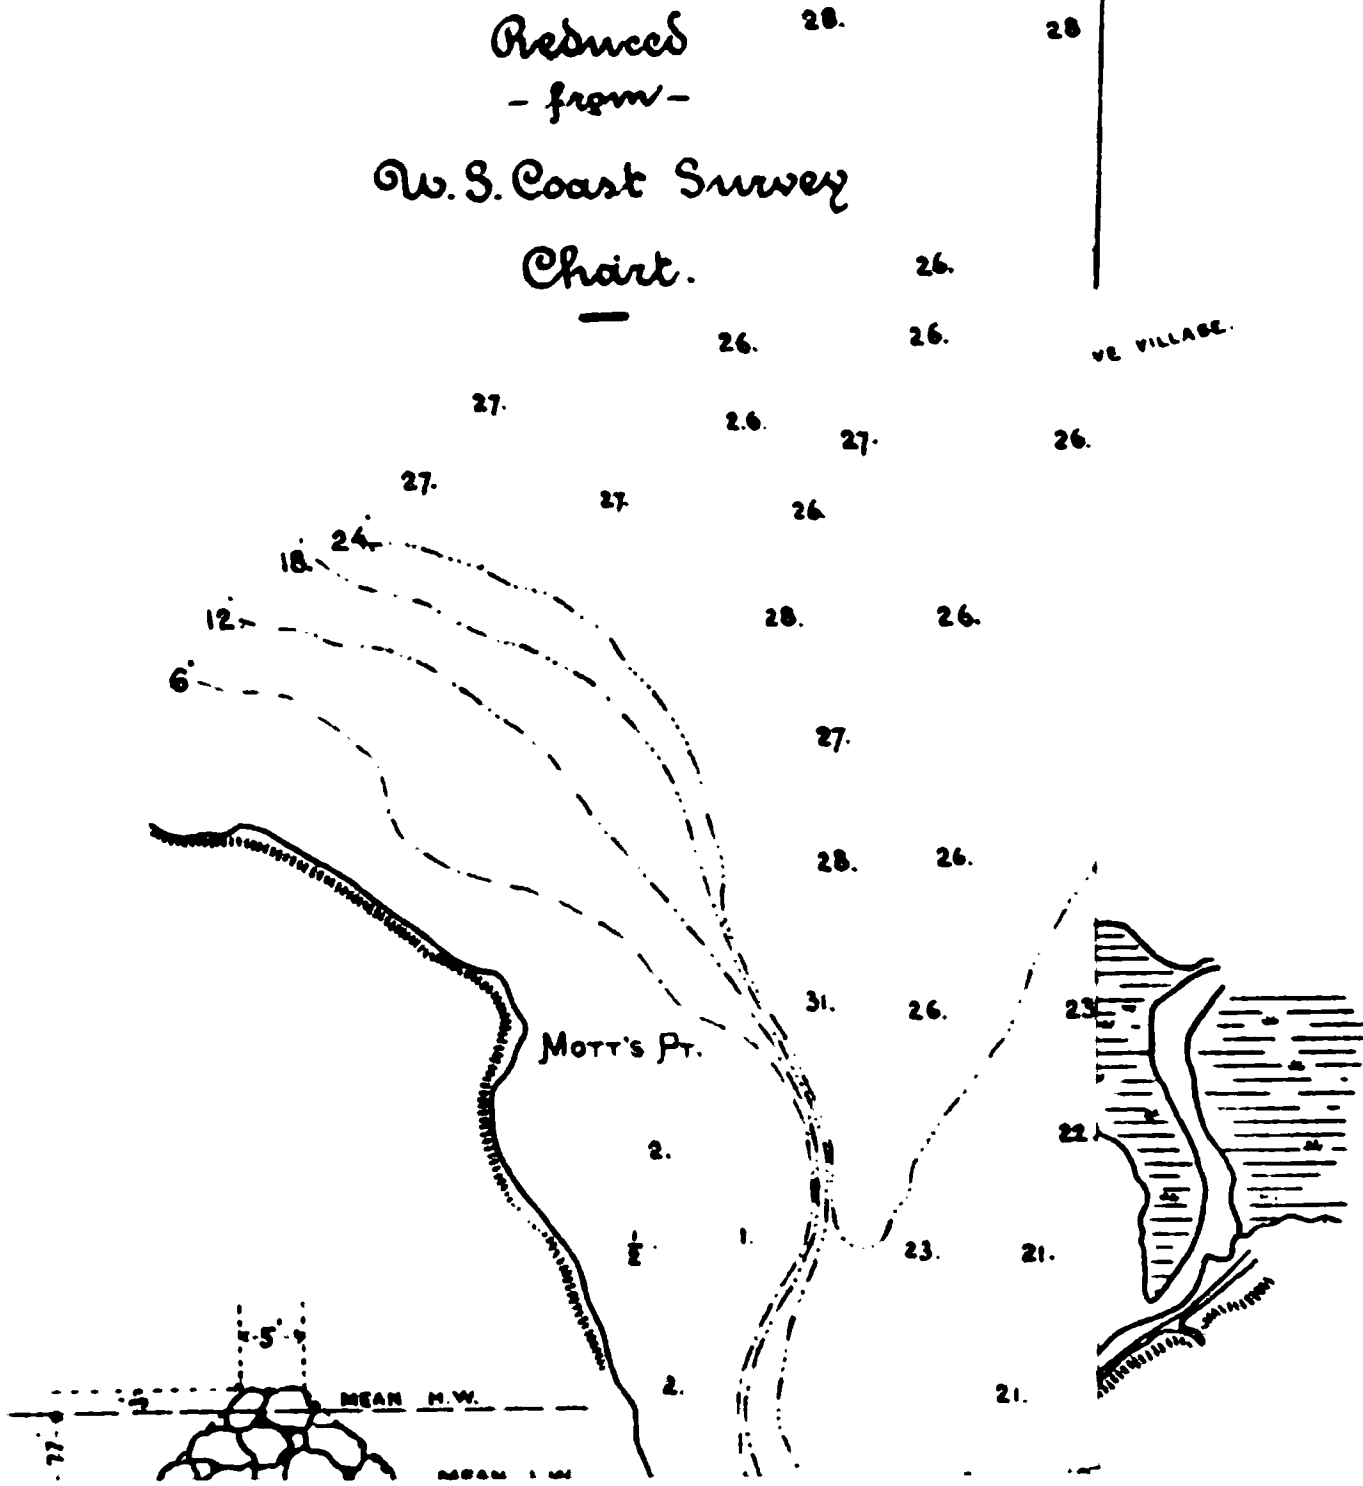 28. 28
Reduced
- from -
U.S. Coast Survey
Chart.
26.
26. 26.
VE VILLAGE.
27.
26. 27. 26.
27. 27. 26
24
18
12
28. 26.
6
27.
28. 26.
31. 26. 23
MOTT'S PT.
22.
2.
1/2 1. 23. 21.
5'
2. 21.
MEAN H.W.